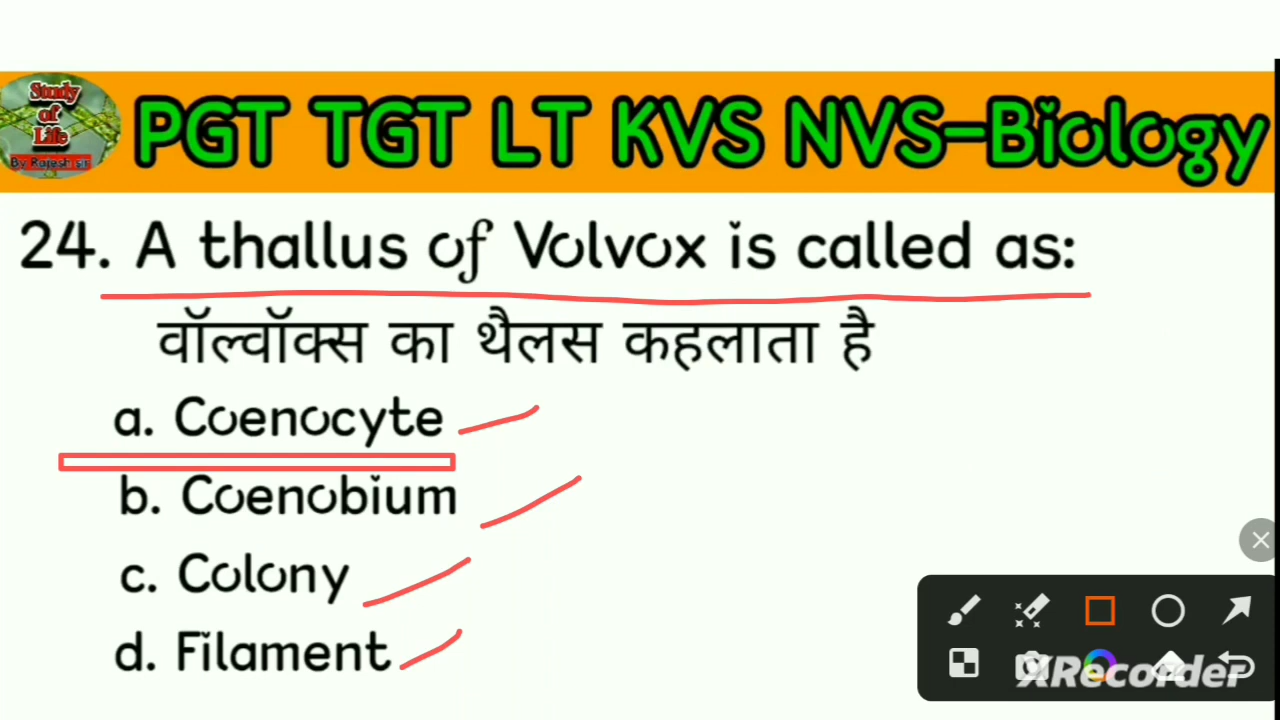 Study
of
Life
By Rajesh sir
PGT TGT LT KVS NVS-Biology
24. A thallus of Volvox is called as:
वॉल्वॉक्स का थैलस कहलाता है
a. Coenocyte
b. Coenobium
c. Colony
d. Filament
XRecorder